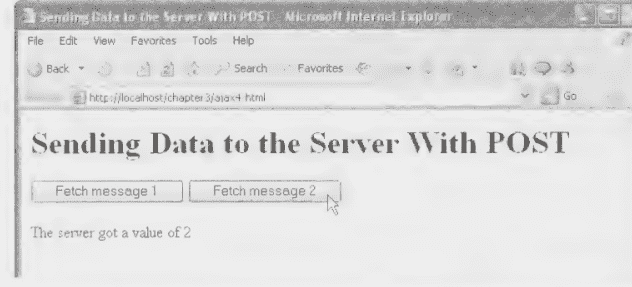 Sending Data to the Server With POST - Microsoft Internet Explorer
File Edit View Favorites Tools Help
Back Search Favorites
http://localhost/chapter3/ajax4.html Go
Sending Data to the Server With POST
Fetch message 1 Fetch message 2
The server got a value of 2